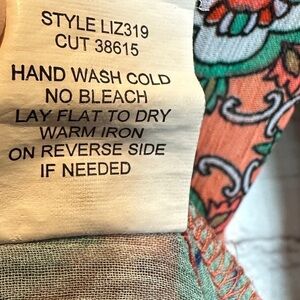 STYLE LIZ319
CUT 38615
HAND WASH COLD
NO BLEACH
LAY FLAT TO DRY
WARM IRON
ON REVERSE SIDE
IF NEEDED